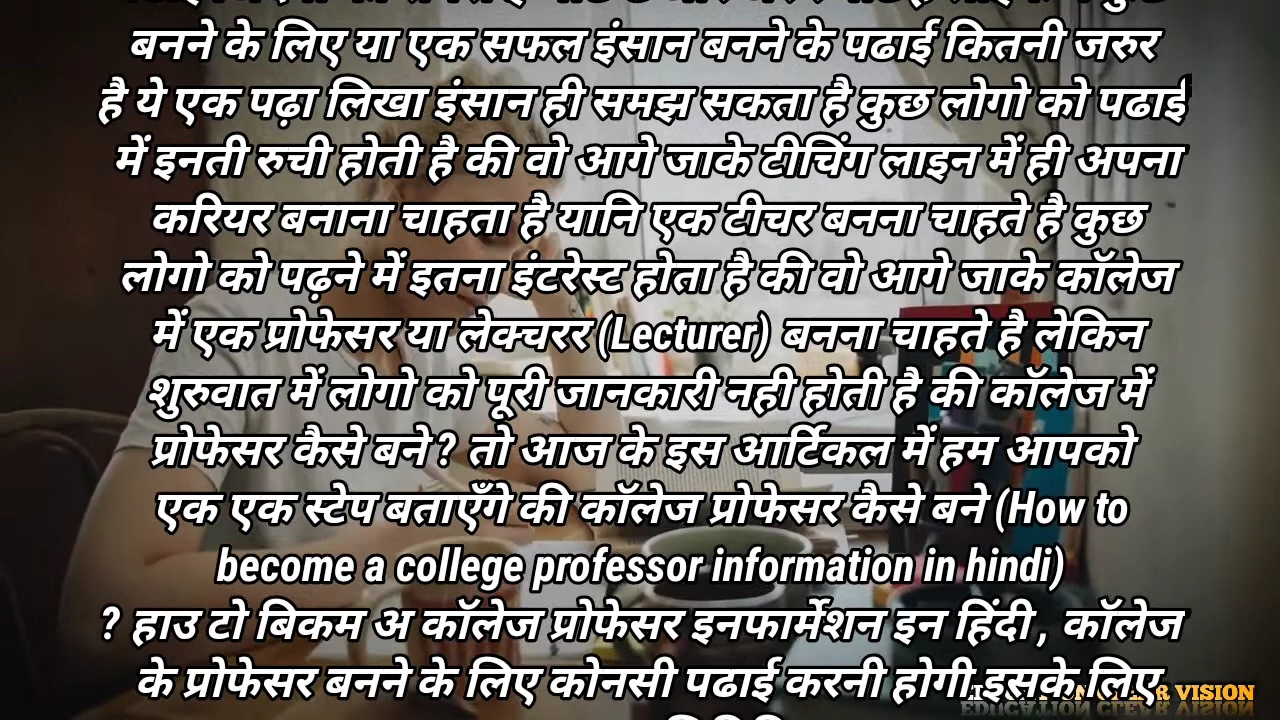 बनने के लिए या एक सफल इंसान बनने के पढाई कितनी जरुर
है ये एक पढ़ा लिखा इंसान ही समझ सकता है कुछ लोगो को पढाई
में इनती रुची होती है की वो आगे जाके टीचिंग लाइन में ही अपना
करियर बनाना चाहता है यानि एक टीचर बनना चाहते है कुछ
लोगो को पढ़ने में इतना इंटरेस्ट होता है की वो आगे जाके कॉलेज
में एक प्रोफेसर या लेक्चरर (Lecturer) बनना चाहते है लेकिन
शुरुवात में लोगो को पूरी जानकारी नही होती है की कॉलेज में
प्रोफेसर कैसे बने ? तो आज के इस आर्टिकल में हम आपको
एक एक स्टेप बताएँगे की कॉलेज प्रोफेसर कैसे बने (How to
become a college professor information in hindi)
? हाउ टो बिकम अ कॉलेज प्रोफेसर इनफार्मेशन इन हिंदी , कॉलेज
के प्रोफेसर बनने के लिए कोनसी पढाई करनी होगी,इसके लिए
VISION